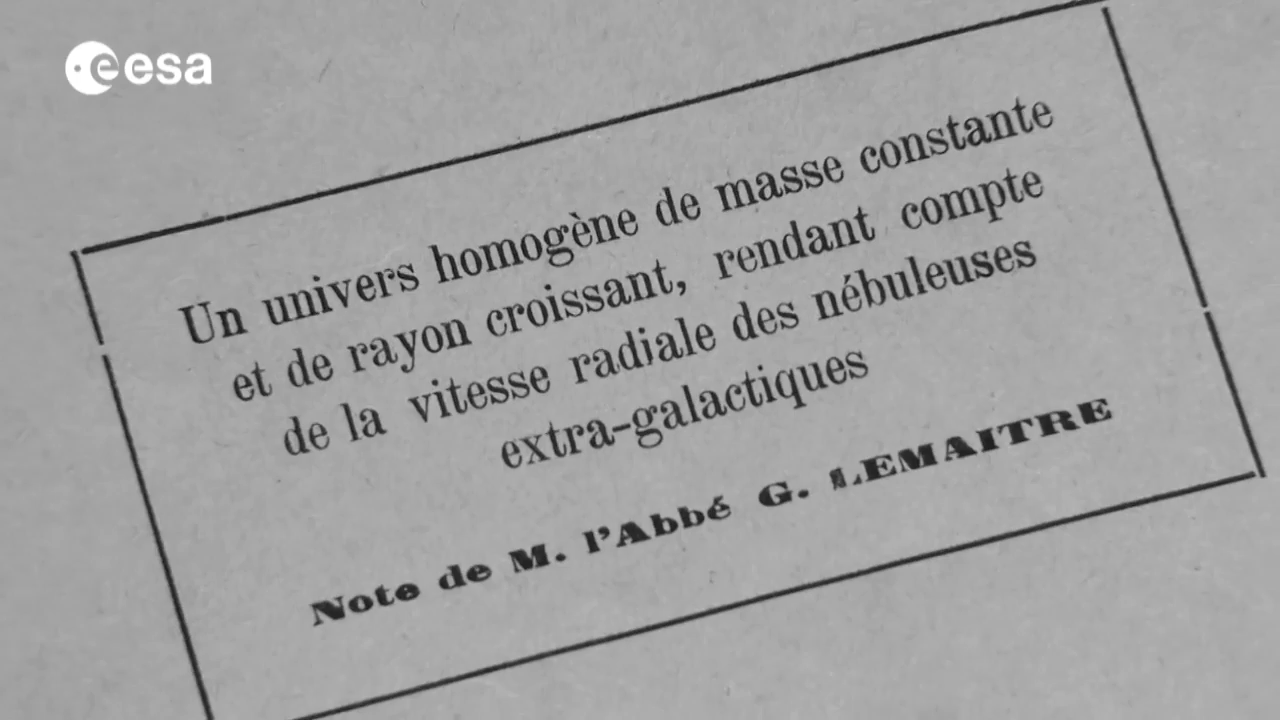 esa
Un univers homogène de masse constante
et de rayon croissant, rendant compte
de la vitesse radiale des nébuleuses
extra-galactiques
Note de M. l'Abbé G. LEMAITRE